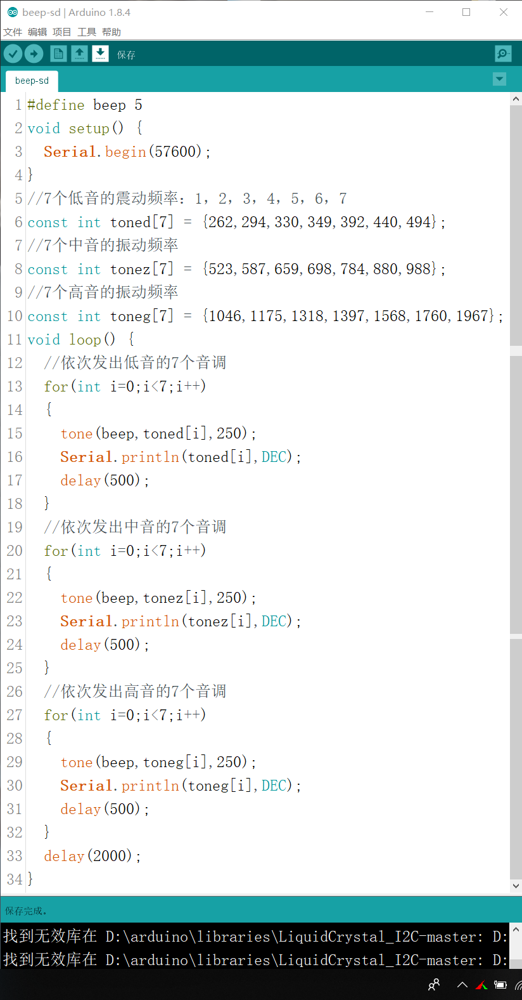 beep-sd | Arduino 1.8.4
文件 编辑 项目 工具 帮助
保存
beep-sd
1 #define beep 5
2 void setup() {
3   Serial.begin(57600);
4 }
5 //7个低音的震动频率：1，2，3，4，5，6，7
6 const int toned[7] = {262,294,330,349,392,440,494};
7 //7个中音的振动频率
8 const int tonez[7] = {523,587,659,698,784,880,988};
9 //7个高音的振动频率
10 const int toneg[7] = {1046,1175,1318,1397,1568,1760,1967};
11 void loop() {
12   //依次发出低音的7个音调
13   for(int i=0;i<7;i++)
14   {
15     tone(beep,toned[i],250);
16     Serial.println(toned[i],DEC);
17     delay(500);
18   }
19   //依次发出中音的7个音调
20   for(int i=0;i<7;i++)
21   {
22     tone(beep,tonez[i],250);
23     Serial.println(tonez[i],DEC);
24     delay(500);
25   }
26   //依次发出高音的7个音调
27   for(int i=0;i<7;i++)
28   {
29     tone(beep,toneg[i],250);
30     Serial.println(toneg[i],DEC);
31     delay(500);
32   }
33   delay(2000);
34 }
保存完成。
找到无效库在 D:\arduino\libraries\LiquidCrystal_I2C-master: D:
找到无效库在 D:\arduino\libraries\LiquidCrystal_I2C-master: D: